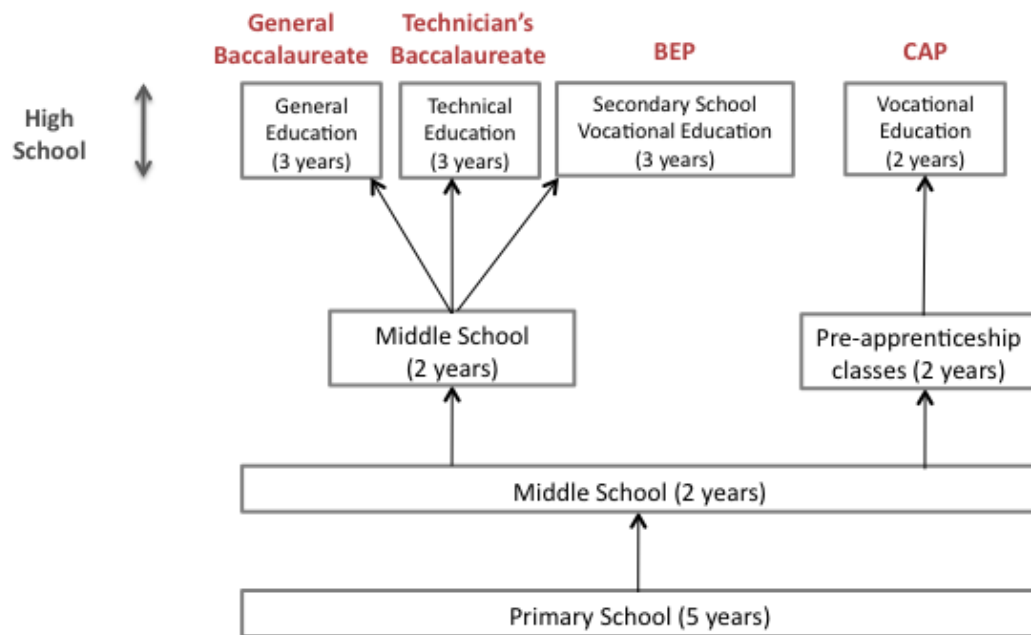 General
Baccalaureate
Technician's
Baccalaureate
BEP
CAP
High
School
General
Education
(3 years)
Technical
Education
(3 years)
Secondary School
Vocational Education
(3 years)
Vocational
Education
(2 years)
Middle School
(2 years)
Pre-apprenticeship
classes (2 years)
Middle School (2 years)
Primary School (5 years)